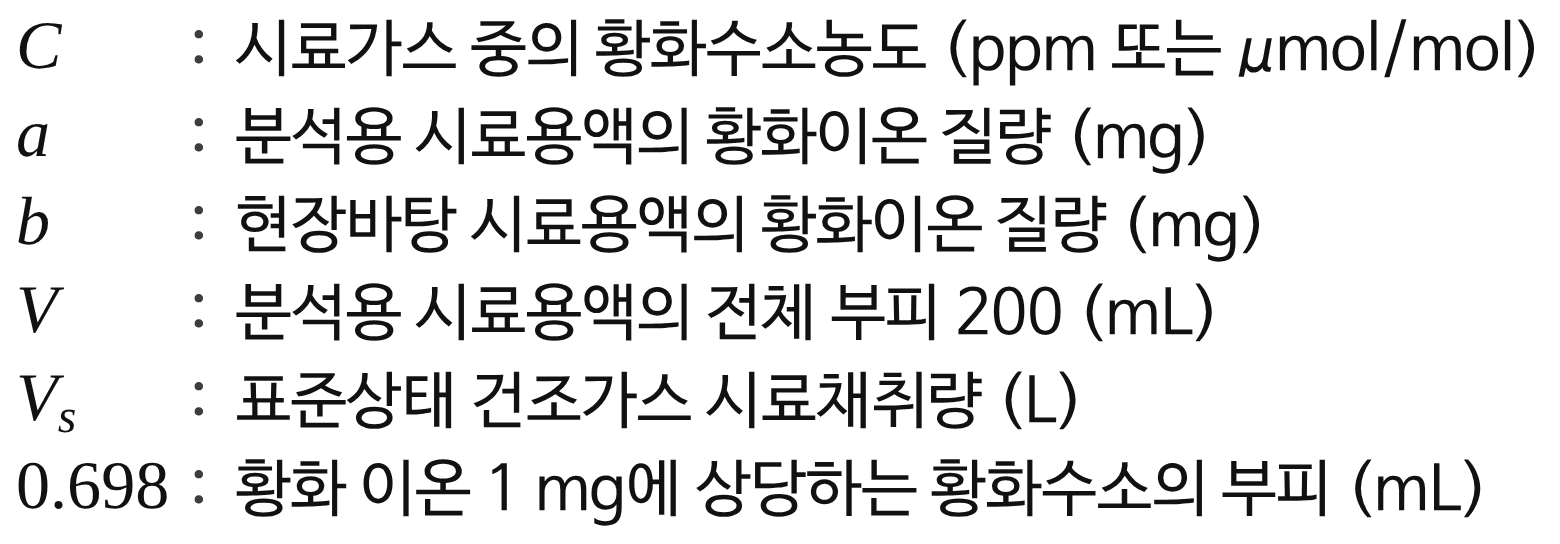 C : 시료가스 중의 황화수소농도 (ppm 또는 μmol/mol)
a : 분석용 시료용액의 황화이온 질량 (mg)
b : 현장바탕 시료용액의 황화이온 질량 (mg)
V : 분석용 시료용액의 전체 부피 200 (mL)
Vs : 표준상태 건조가스 시료채취량 (L)
0.698 : 황화 이온 1 mg에 상당하는 황화수소의 부피 (mL)